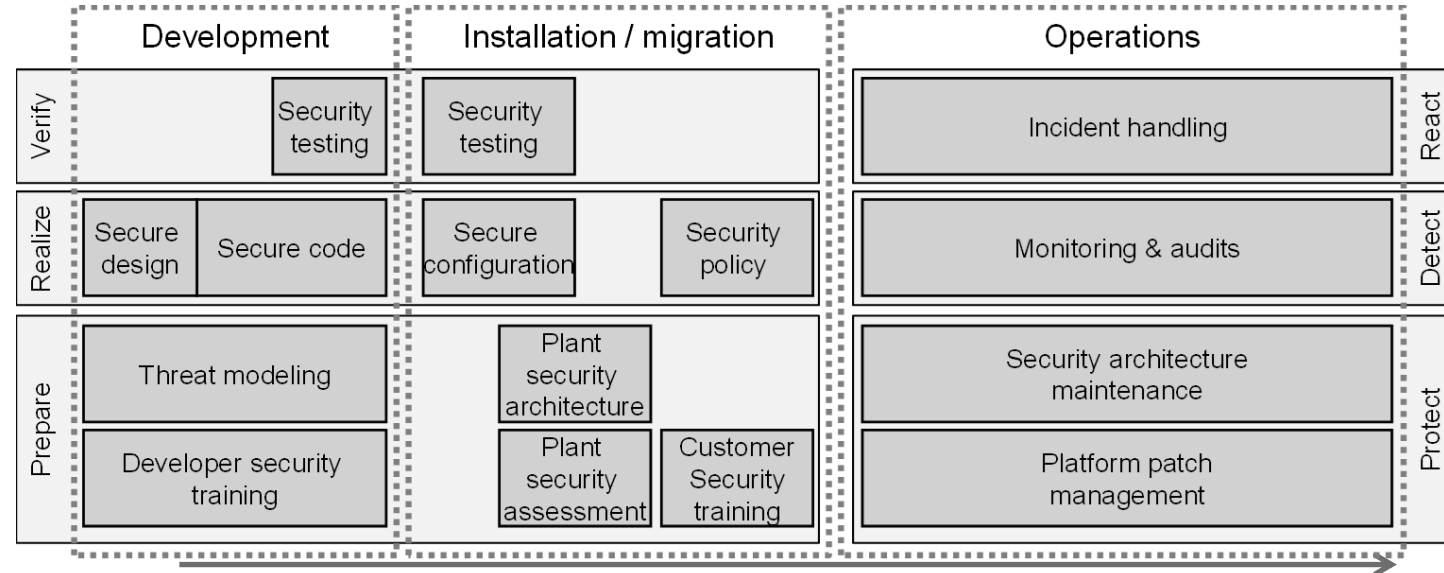 Development
Installation / migration
Operations
Verify
Security
testing
Security
testing
Incident handling
React
Realize
Secure
design
Secure code
Secure
configuration
Security
policy
Monitoring & audits
Detect
Prepare
Threat modeling
Plant
security
architecture
Security architecture
maintenance
Protect
Developer security
training
Plant
security
assessment
Customer
Security
training
Platform patch
management